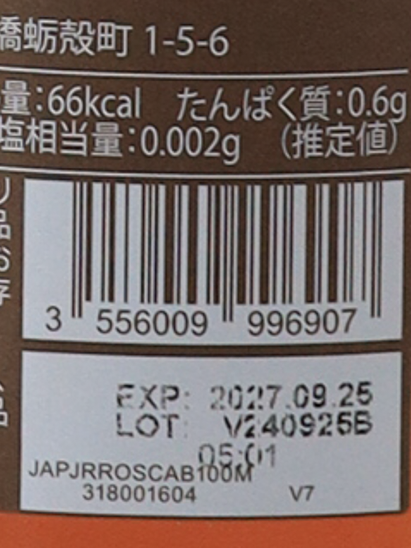 橋蛎殻町 1-5-6
量:66kcal たんぱく質:0.6g
塩相当量:0.002g (推定値)
3 556009 996907
EXP: 2027.09.25
LOT: V240925B
05:01
JAPJRROSCAB100M
318001604 V7